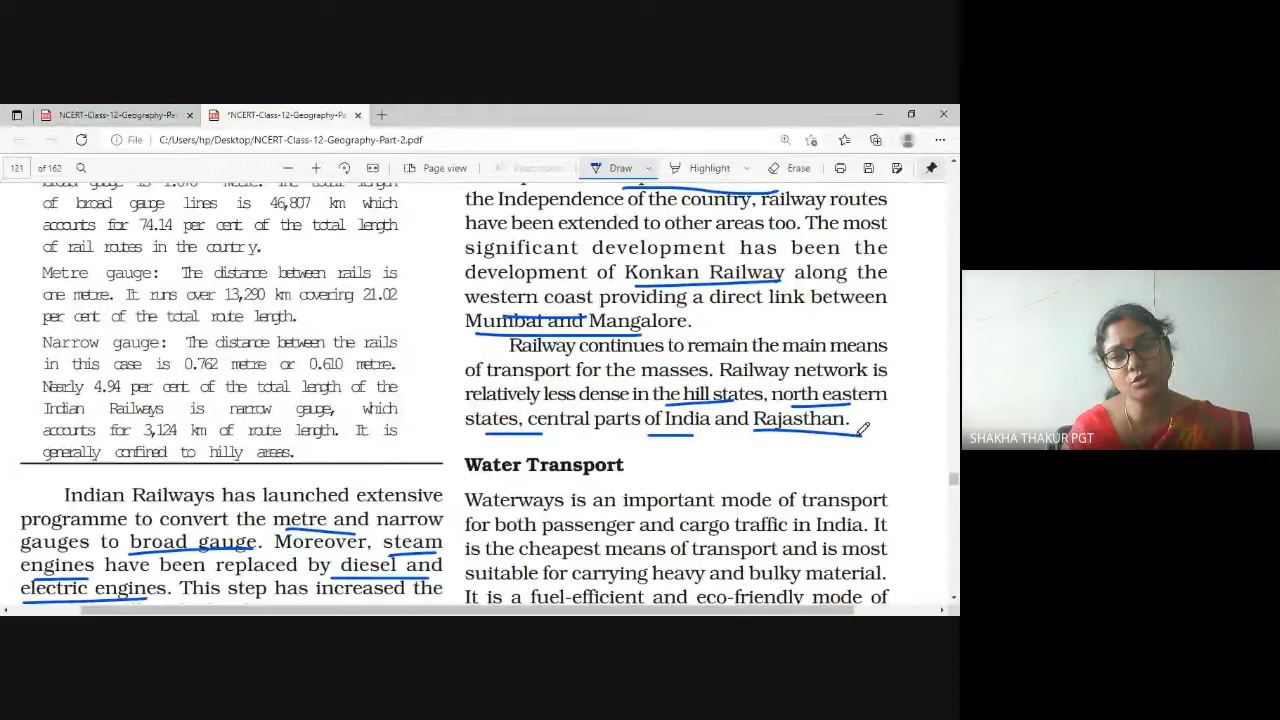 NCERT-Class-12-Geography-Pa
*NCERT-Class-12-Geography-P
File
C:/Users/hp/Desktop/NCERT-Class-12-Geography-Part-2.pdf
121 of 162
Page view
Draw
Highlight
Erase
of broad gauge lines is 46,807 km which
accounts for 74.14 per cent of the total length
of rail routes in the country.
Metre gauge: The distance between rails is
one metre. It runs over 13,290 km covering 21.02
per cent of the total route length.
Narrow gauge: The distance between the rails
in this case is 0.762 metre or 0.610 metre.
Nearly 4.94 per cent of the total length of the
Indian Railways is narrow gauge, which
accounts for 3,124 km of route length. It is
generally confined to hilly areas.
Indian Railways has launched extensive
programme to convert the metre and narrow
gauges to broad gauge. Moreover, steam
engines have been replaced by diesel and
electric engines. This step has increased the
the Independence of the country, railway routes
have been extended to other areas too. The most
significant development has been the
development of Konkan Railway along the
western coast providing a direct link between
Mumbai and Mangalore.
Railway continues to remain the main means
of transport for the masses. Railway network is
relatively less dense in the hill states, north eastern
states, central parts of India and Rajasthan.
Water Transport
Waterways is an important mode of transport
for both passenger and cargo traffic in India. It
is the cheapest means of transport and is most
suitable for carrying heavy and bulky material.
It is a fuel-efficient and eco-friendly mode of
SHAKHA THAKUR PGT